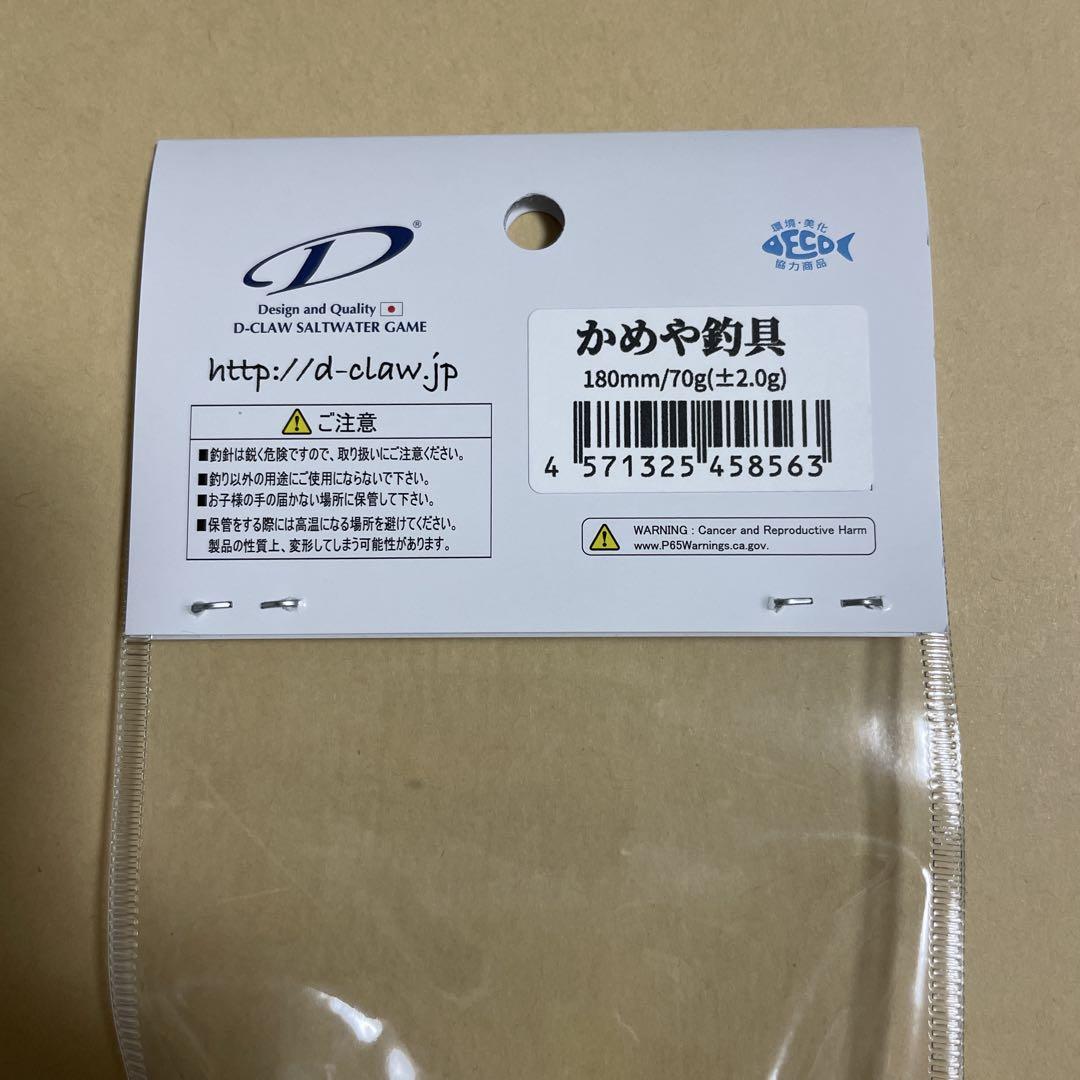 D®
Design and Quality
D-CLAW SALTWATER GAME
http://d-claw.jp
ご注意
■釣針は鋭く危険ですので、取り扱いにご注意ください。
■釣り以外の用途にご使用にならないで下さい。
■お子様の手の届かない場所に保管して下さい。
■保管をする際には高温になる場所を避けてください。
製品の性質上、変形してしまう可能性があります。
環境・美化
ECO
協力商品
かめや釣具
180mm/70g(±2.0g)
4 571325 458563
WARNING : Cancer and Reproductive Harm
www.P65Warnings.ca.gov.